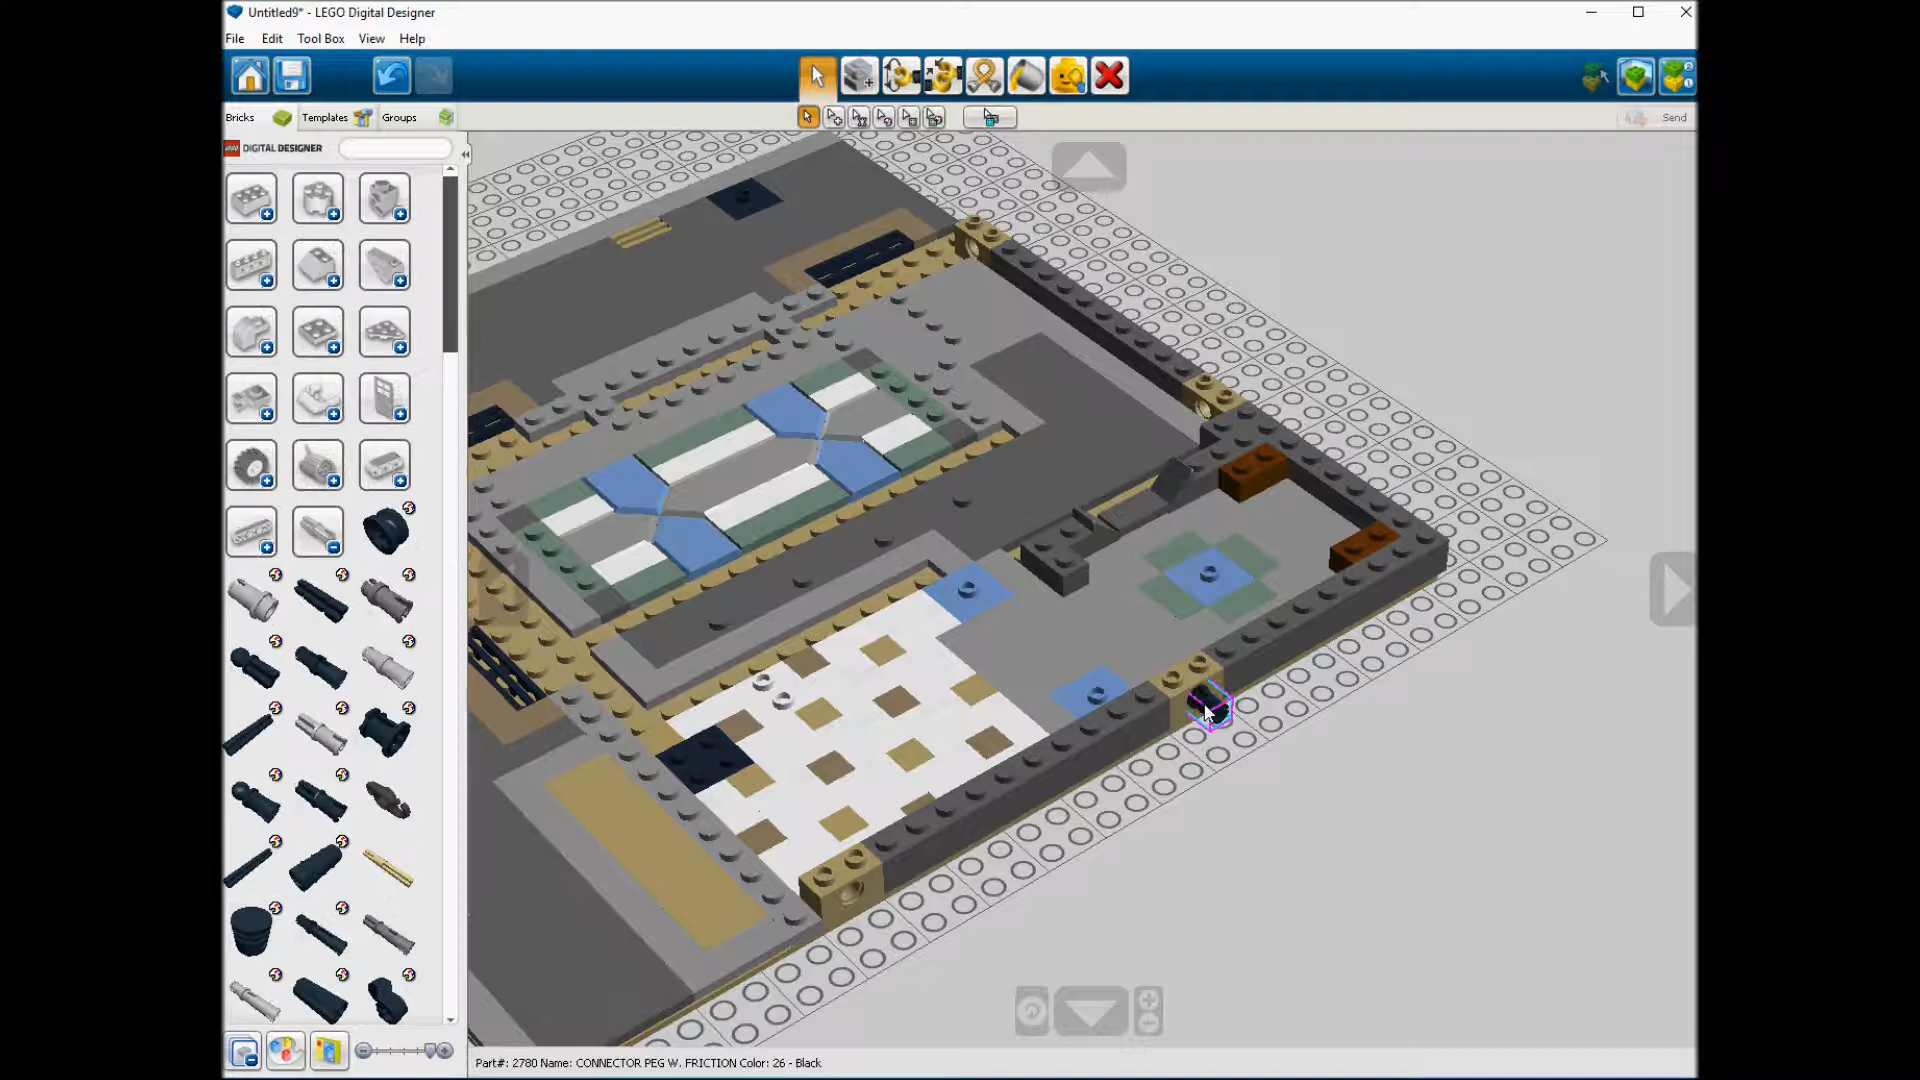 Untitled9* - LEGO Digital Designer
File Edit Tool Box View Help
Bricks Templates Groups Send
LEGO DIGITAL DESIGNER
Part#: 2780 Name: CONNECTOR PEG W. FRICTION Color: 26 - Black